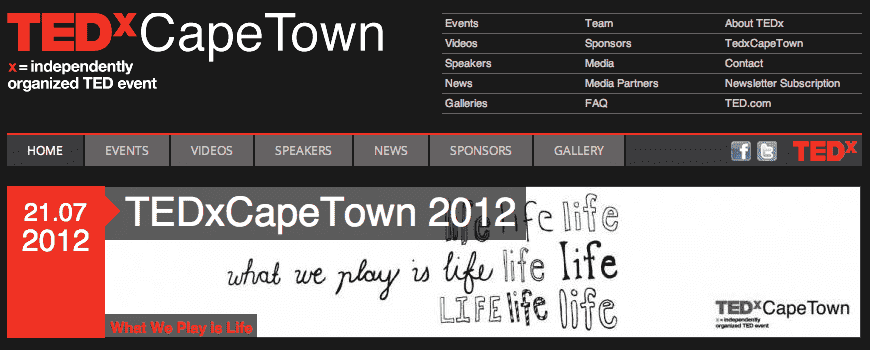 TEDxCapeTown
x = independently
organized TED event
Events Team About TEDx
Videos Sponsors TedxCapeTown
Speakers Media Contact
News Media Partners Newsletter Subscription
Galleries FAQ TED.com
HOME EVENTS VIDEOS SPEAKERS NEWS SPONSORS GALLERY f t TEDx
21.07
2012
TEDxCapeTown 2012
life life life
what we play is life life life
LIFE life life
TEDxCapeTown
x = independently
organized TED event
What We Play is Life